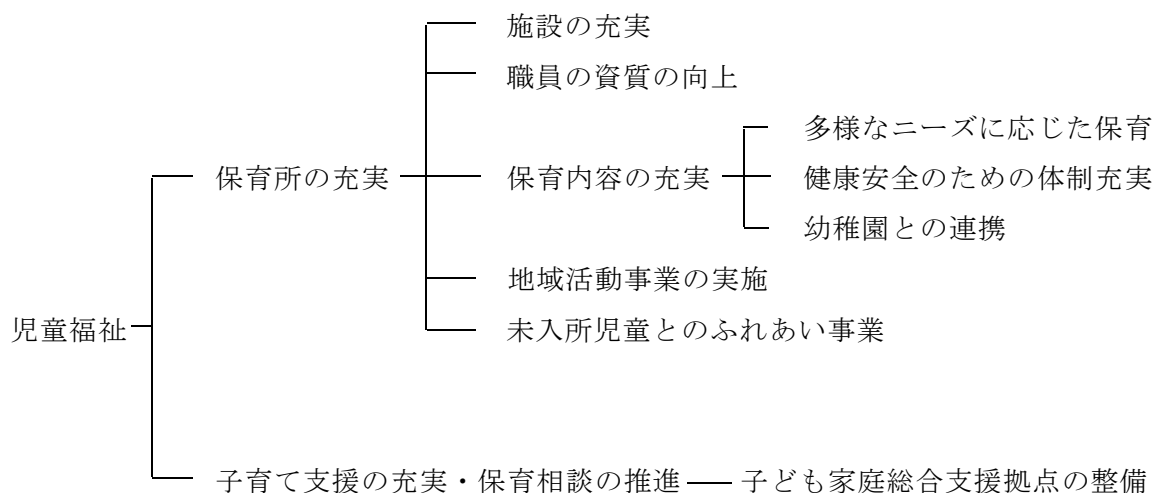 施設の充実
職員の資質の向上
多様なニーズに応じた保育
保育所の充実
保育内容の充実
健康安全のための体制充実
幼稚園との連携
地域活動事業の実施
児童福祉
未入所児童とのふれあい事業
子育て支援の充実・保育相談の推進
子ども家庭総合支援拠点の整備